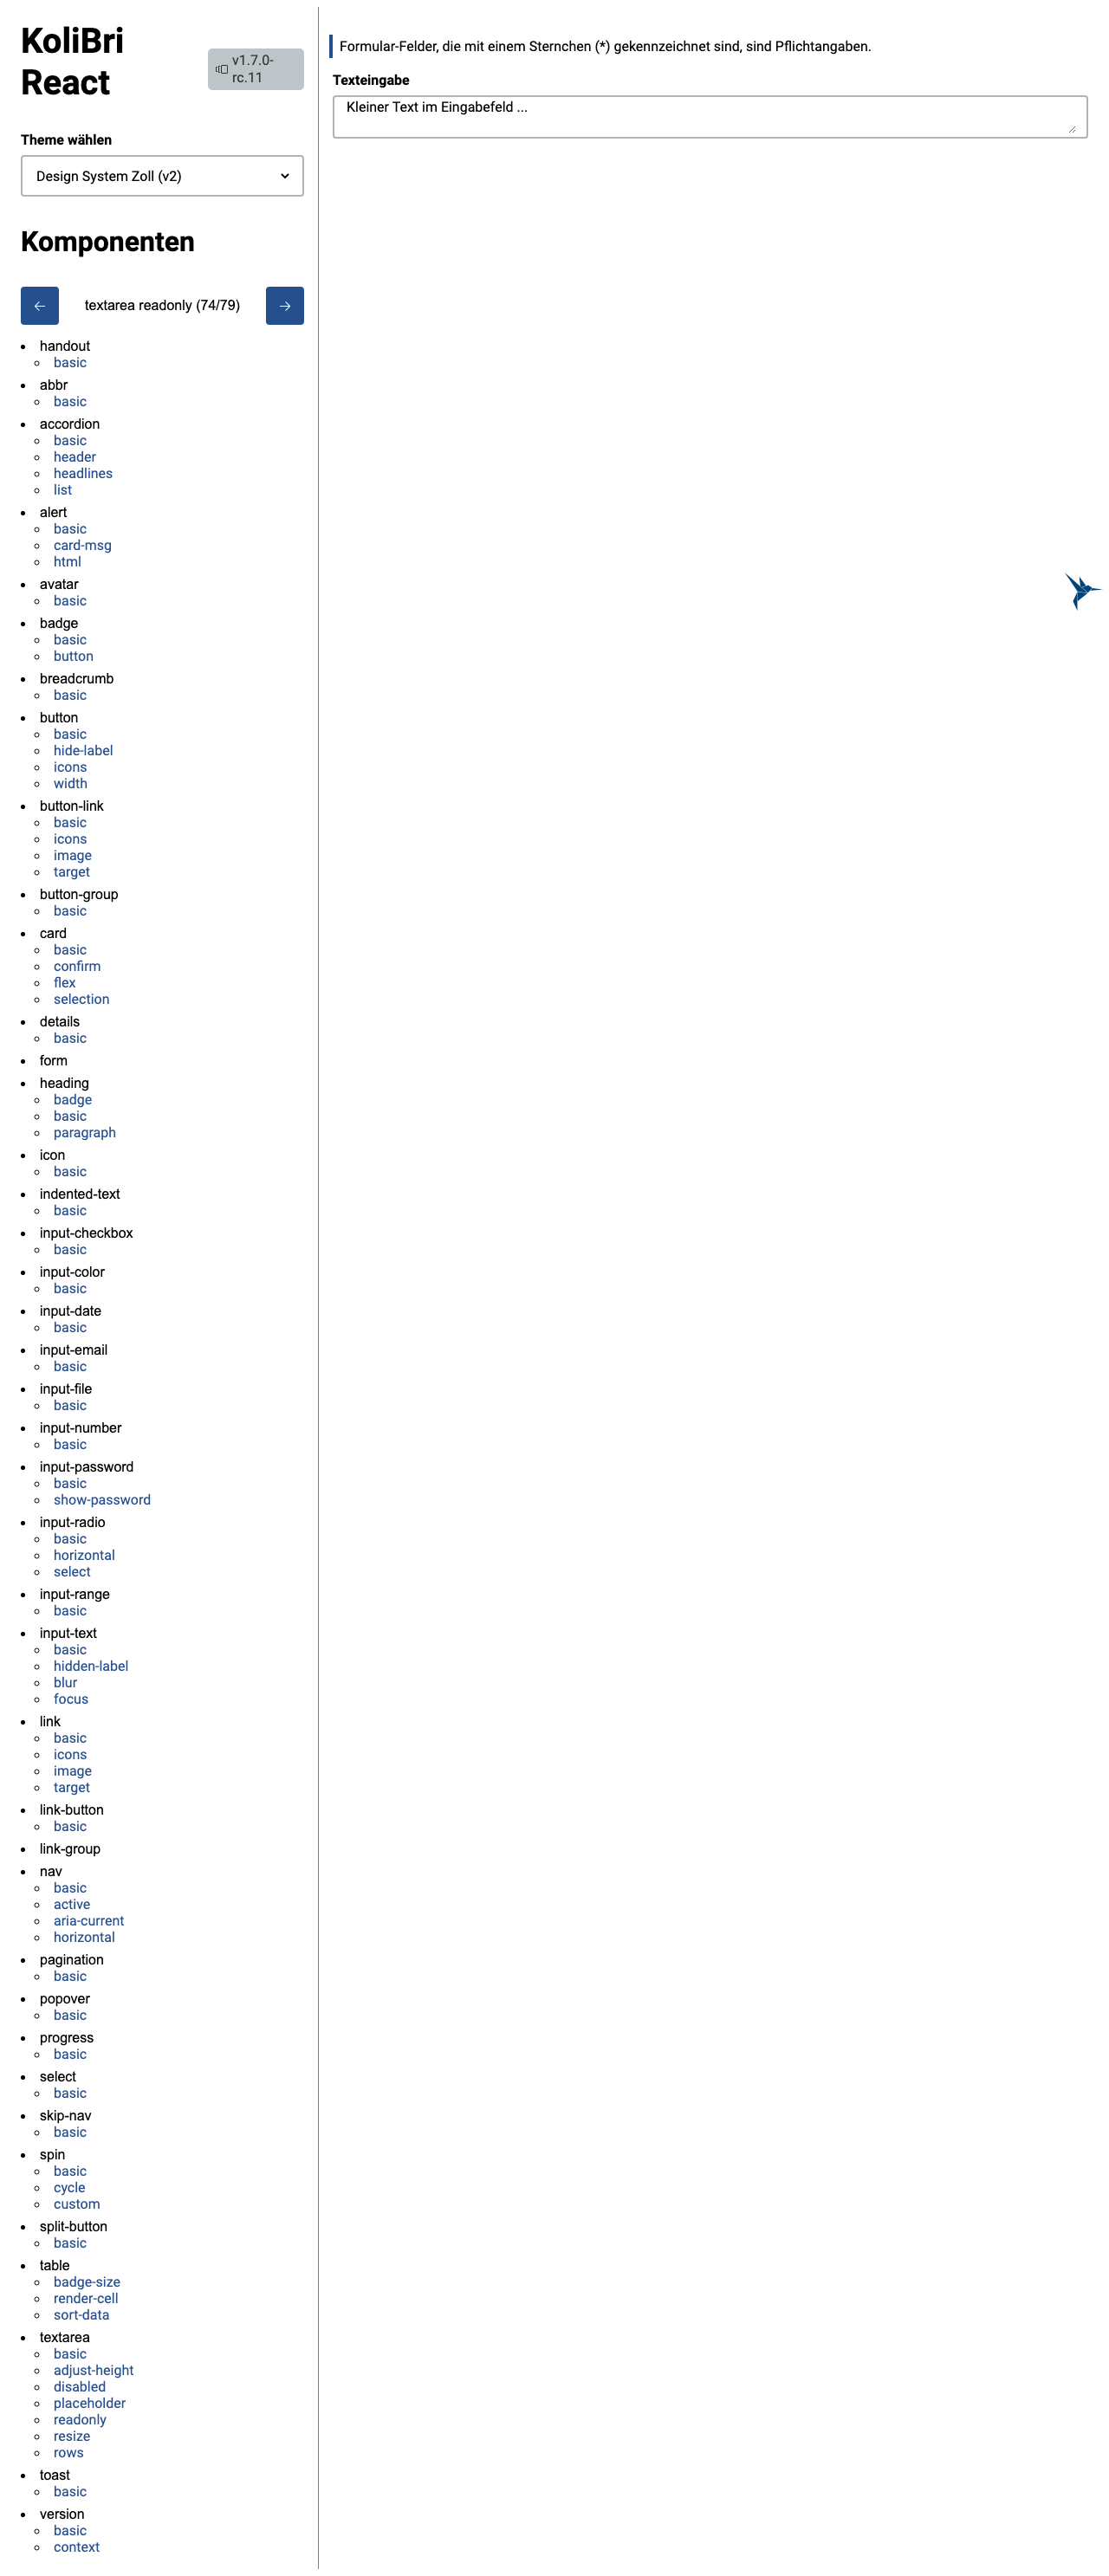 KoliBri
React
v1.7.0-
rc.11
Theme wählen
Design System Zoll (v2)
Komponenten
textarea readonly (74/79)
handout
basic
abbr
basic
accordion
basic
header
headlines
list
alert
basic
card-msg
html
avatar
basic
badge
basic
button
breadcrumb
basic
button
basic
hide-label
icons
width
button-link
basic
icons
image
target
button-group
basic
card
basic
confirm
flex
selection
details
basic
form
heading
badge
basic
paragraph
icon
basic
indented-text
basic
input-checkbox
basic
input-color
basic
input-date
basic
input-email
basic
input-file
basic
input-number
basic
input-password
basic
show-password
input-radio
basic
horizontal
select
input-range
basic
input-text
basic
hidden-label
blur
focus
link
basic
icons
image
target
link-button
basic
link-group
nav
basic
active
aria-current
horizontal
pagination
basic
popover
basic
progress
basic
select
basic
skip-nav
basic
spin
basic
cycle
custom
split-button
basic
table
badge-size
render-cell
sort-data
textarea
basic
adjust-height
disabled
placeholder
readonly
resize
rows
toast
basic
version
basic
context
Formular-Felder, die mit einem Sternchen (*) gekennzeichnet sind, sind Pflichtangaben.
Texteingabe
Kleiner Text im Eingabefeld ...